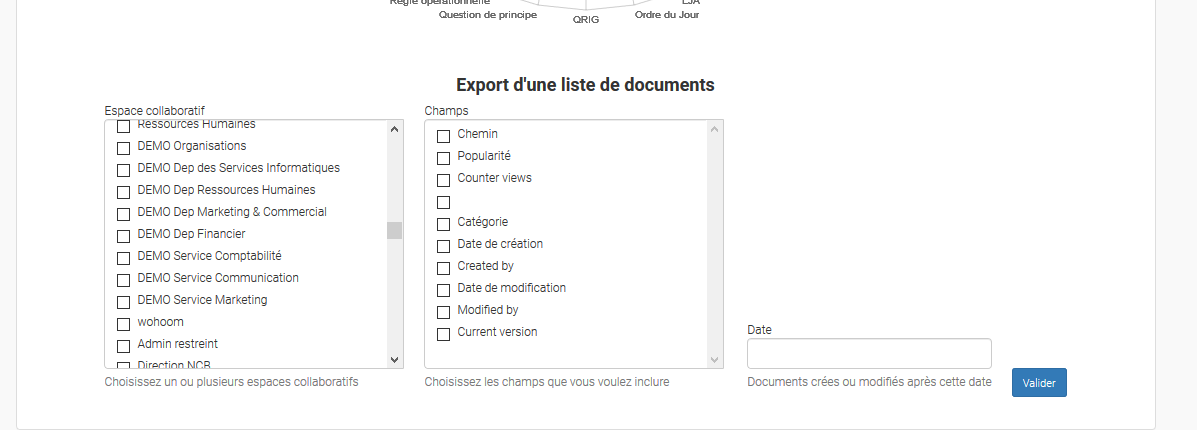 Règle opérationnelle
LJA
Question de principe
QRIG
Ordre du Jour
Export d'une liste de documents
Espace collaboratif
Ressources Humaines
DEMO Organisations
DEMO Dep des Services Informatiques
DEMO Dep Ressources Humaines
DEMO Dep Marketing & Commercial
DEMO Dep Financier
DEMO Service Comptabilité
DEMO Service Communication
DEMO Service Marketing
wohoom
Admin restreint
Direction NCB
Choisissez un ou plusieurs espaces collaboratifs
Champs
Chemin
Popularité
Counter views
Catégorie
Date de création
Created by
Date de modification
Modified by
Current version
Choisissez les champs que vous voulez inclure
Date
Documents crées ou modifiés après cette date
Valider